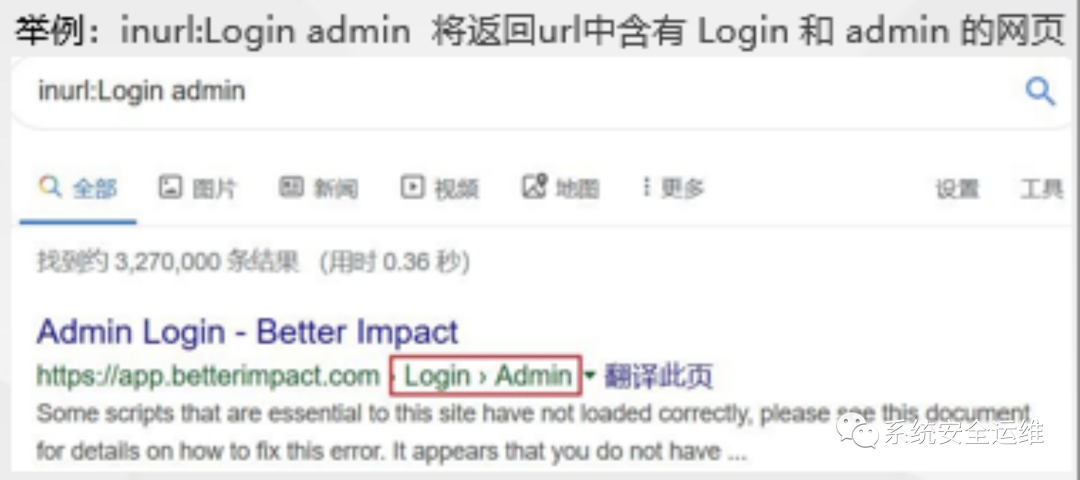 举例：inurl:Login admin 将返回url中含有 Login 和 admin 的网页
inurl:Login admin
全部 图片 新闻 视频 地图 更多 设置 工具
找到约 3,270,000 条结果 （用时 0.36 秒）
Admin Login - Better Impact
https://app.betterimpact.com › Login › Admin 翻译此页
Some scripts that are essential to this site have not loaded correctly, please see this document
for details on how to fix this error. It appears that you do not have ...
系统安全运维